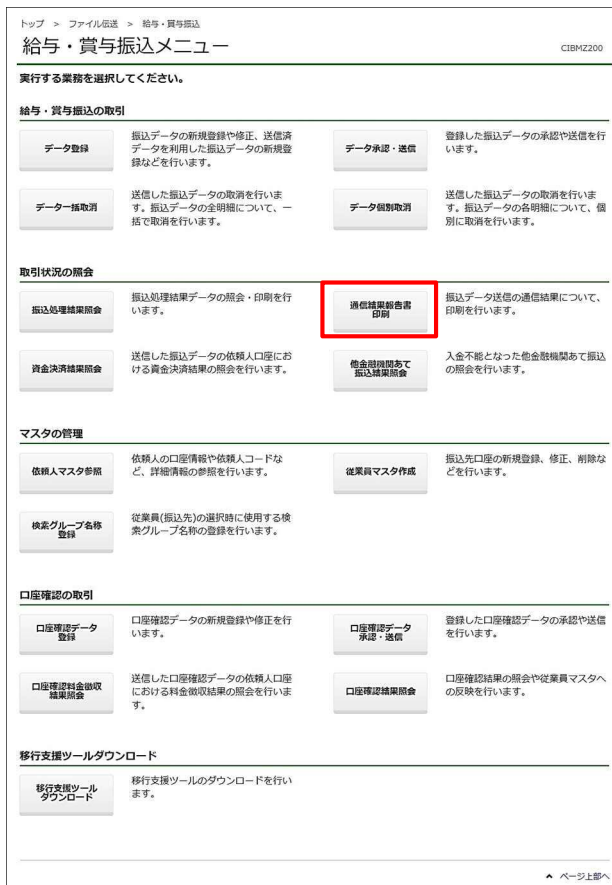 トップ > ファイル伝送 > 給与・賞与振込
給与・賞与振込メニュー
CIBMZ200
実行する業務を選択してください。
給与・賞与振込の取引
データ登録
振込データの新規登録や修正、送信済
データを利用した振込データの新規登
録などを行います。
データ承認・送信
登録した振込データの承認や送信を行
います。
データ一括取消
送信した振込データの取消を行いま
す。振込データの全明細について、一
括で取消を行います。
データ個別取消
送信した振込データの取消を行いま
す。振込データの各明細について、個
別に取消を行います。
取引状況の照会
振込処理結果照会
振込処理結果データの照会・印刷を行
います。
通信結果報告書
印刷
振込データ送信の通信結果について、
印刷を行います。
資金決済結果照会
送信した振込データの依頼人口座にお
ける資金決済結果の照会を行います。
他金融機関あて
振込結果照会
入金不能となった他金融機関あて振込
の照会を行います。
マスタの管理
依頼人マスタ参照
依頼人の口座情報や依頼人コードな
ど、詳細情報の参照を行います。
従業員マスタ作成
振込先口座の新規登録、修正、削除な
どを行います。
検索グループ名称
登録
従業員(振込先)の選択時に使用する検
索グループ名称の登録を行います。
口座確認の取引
口座確認データ
登録
口座確認データの新規登録や修正を行
います。
口座確認データ
承認・送信
登録した口座確認データの承認や送信
を行います。
口座確認料金徴収
結果照会
送信した口座確認データの依頼人口座
における料金徴収結果の照会を行いま
す。
口座確認結果照会
口座確認結果の照会や従業員マスタへ
の反映を行います。
移行支援ツールダウンロード
移行支援ツール
ダウンロード
移行支援ツールのダウンロードを行い
ます。
ページ上部へ